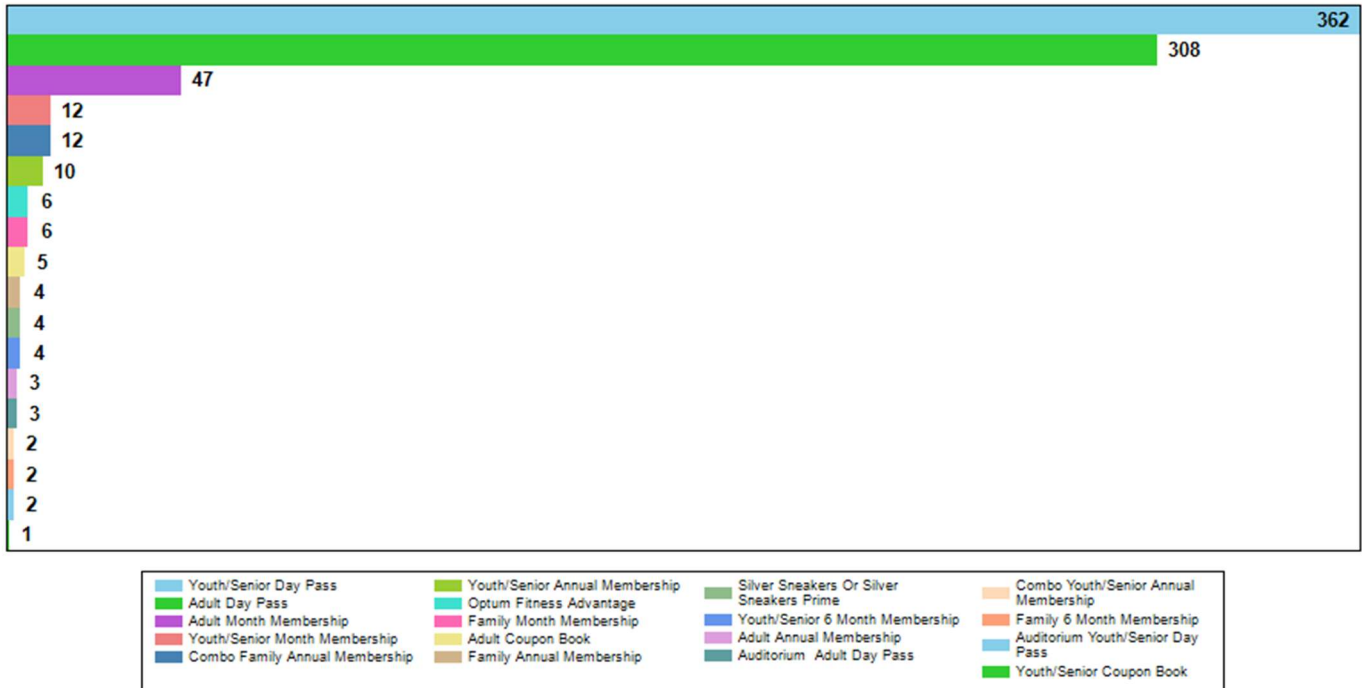 362
308
47
12
12
10
6
6
5
4
4
4
3
3
2
2
2
1
Youth/Senior Day Pass
Adult Day Pass
Adult Month Membership
Youth/Senior Month Membership
Combo Family Annual Membership
Youth/Senior Annual Membership
Optum Fitness Advantage
Family Month Membership
Adult Coupon Book
Family Annual Membership
Silver Sneakers Or Silver
Sneakers Prime
Youth/Senior 6 Month Membership
Adult Annual Membership
Auditorium Adult Day Pass
Combo Youth/Senior Annual
Membership
Family 6 Month Membership
Auditorium Youth/Senior Day
Pass
Youth/Senior Coupon Book